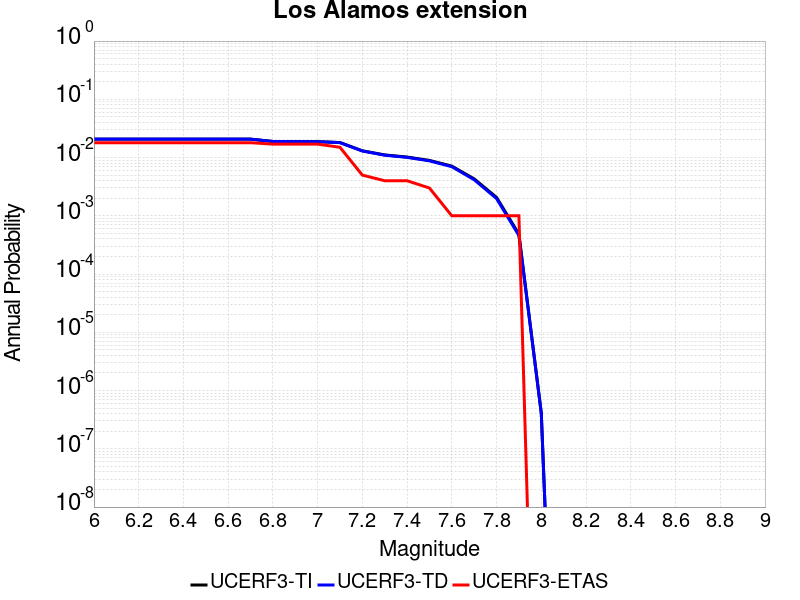 Los Alamos extension
10^0
10^-1
10^-2
10^-3
10^-4
10^-5
10^-6
10^-7
10^-8
Annual Probability
6 6.2 6.4 6.6 6.8 7 7.2 7.4 7.6 7.8 8 8.2 8.4 8.6 8.8 9
Magnitude
UCERF3-TI UCERF3-TD UCERF3-ETAS